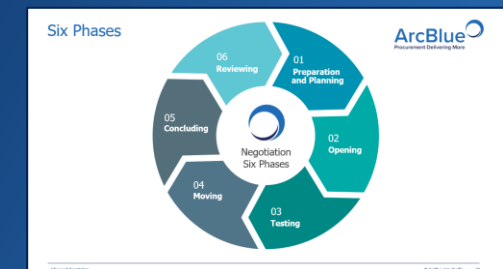 Six Phases
ArcBlue
Procurement Delivering More
06
Reviewing
01
Preparation
and Planning
05
Concluding
02
Opening
Negotiation
Six Phases
04
Moving
03
Testing